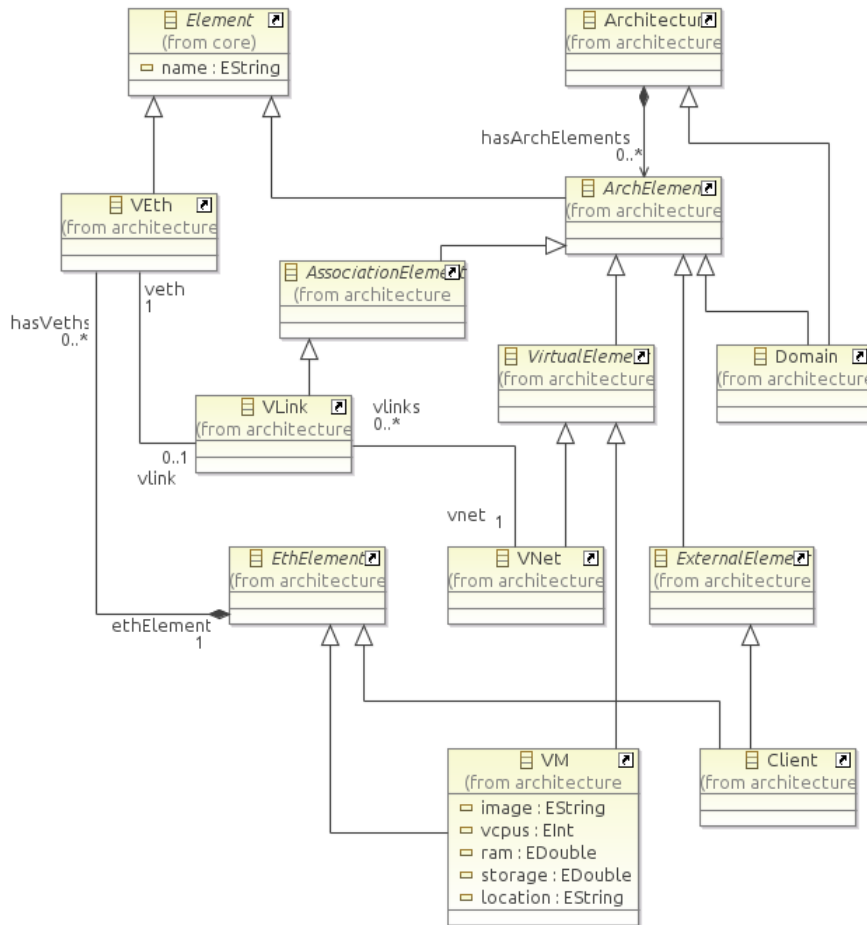 Element
(from core)
name : EString
Architectur
(from architecture
hasArchElements
0..*
ArchElemen
(from architecture
VEth
(from architecture
AssociationElement
(from architecture
veth
1
hasVeths
0..*
VirtualElemer
(from architecture
Domain
(from architecture
VLink
(from architecture
vlinks
0..*
0..1
vlink
vnet
1
EthElement
(from architecture
VNet
(from architecture
ExternalElemer
(from architecture
ethElement
1
VM
(from architecture
image : EString
vcpus : EInt
ram : EDouble
storage : EDouble
location : EString
Client
(from architecture